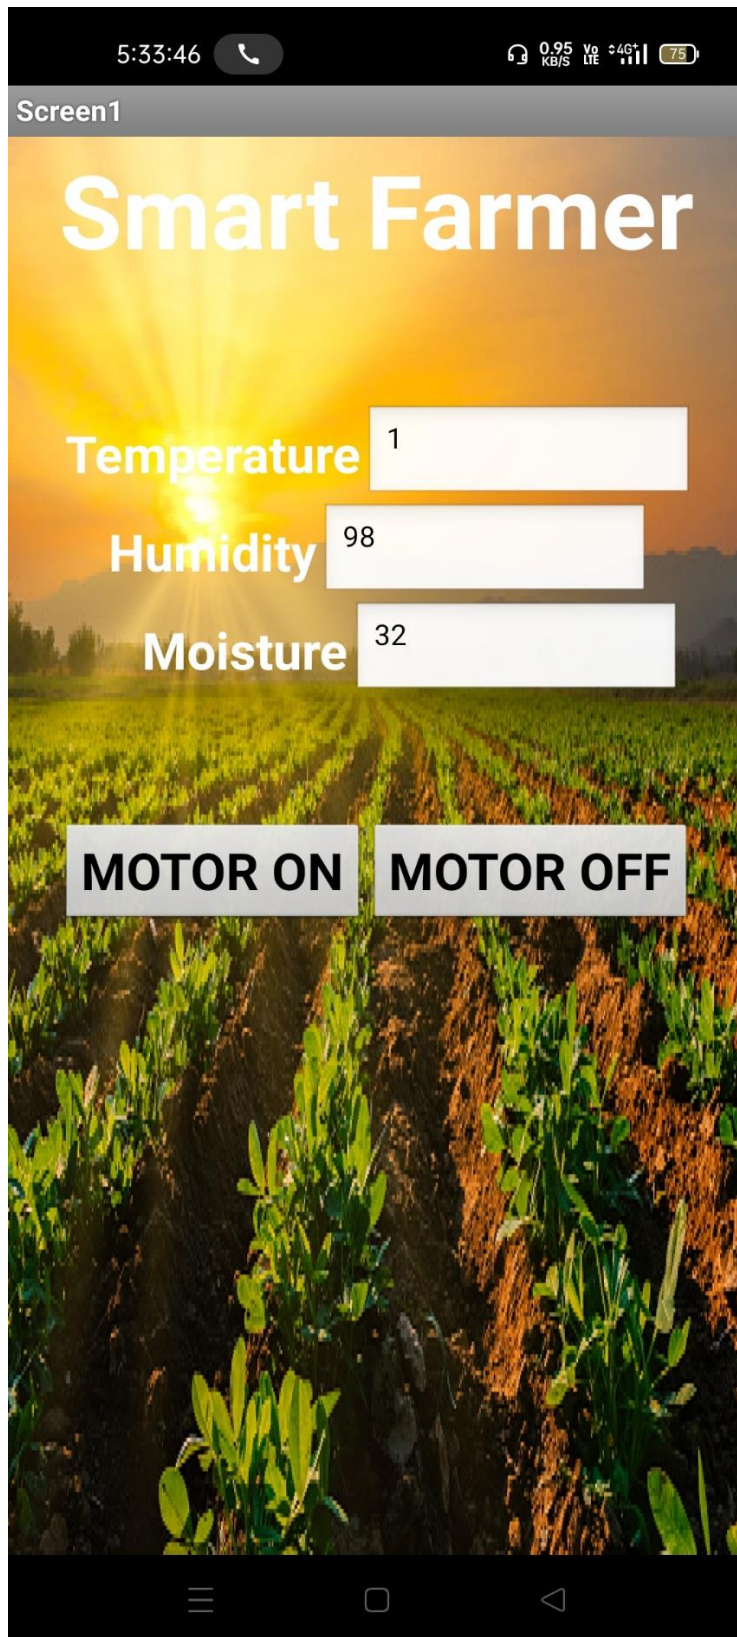 5:33:46 0.95 KB/S Vo LTE 4G+ 75
Screen1
Smart Farmer
Temperature 1
Humidity 98
Moisture 32
MOTOR ON MOTOR OFF